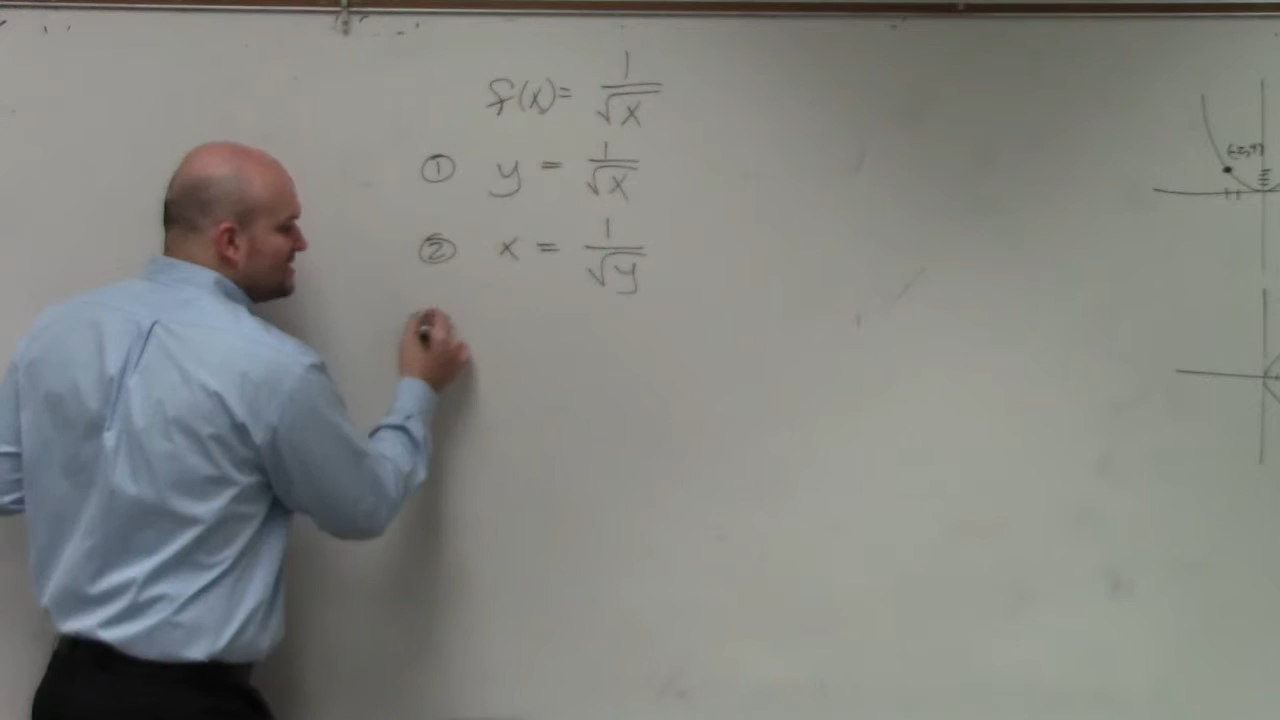 f(x) = 1/√x
① y = 1/√x
② x = 1/√y